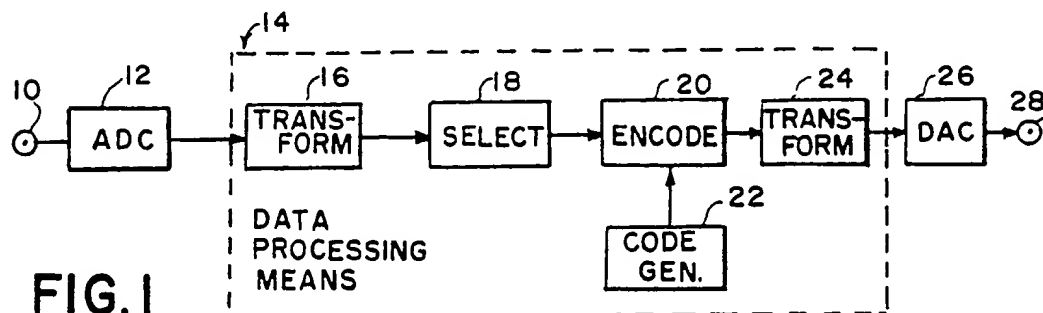 14
10
12
16
18
20
24
26
28
ADC
TRANS-
FORM
SELECT
ENCODE
TRANS-
FORM
DAC
22
DATA
PROCESSING
MEANS
CODE
GEN.
FIG. 1